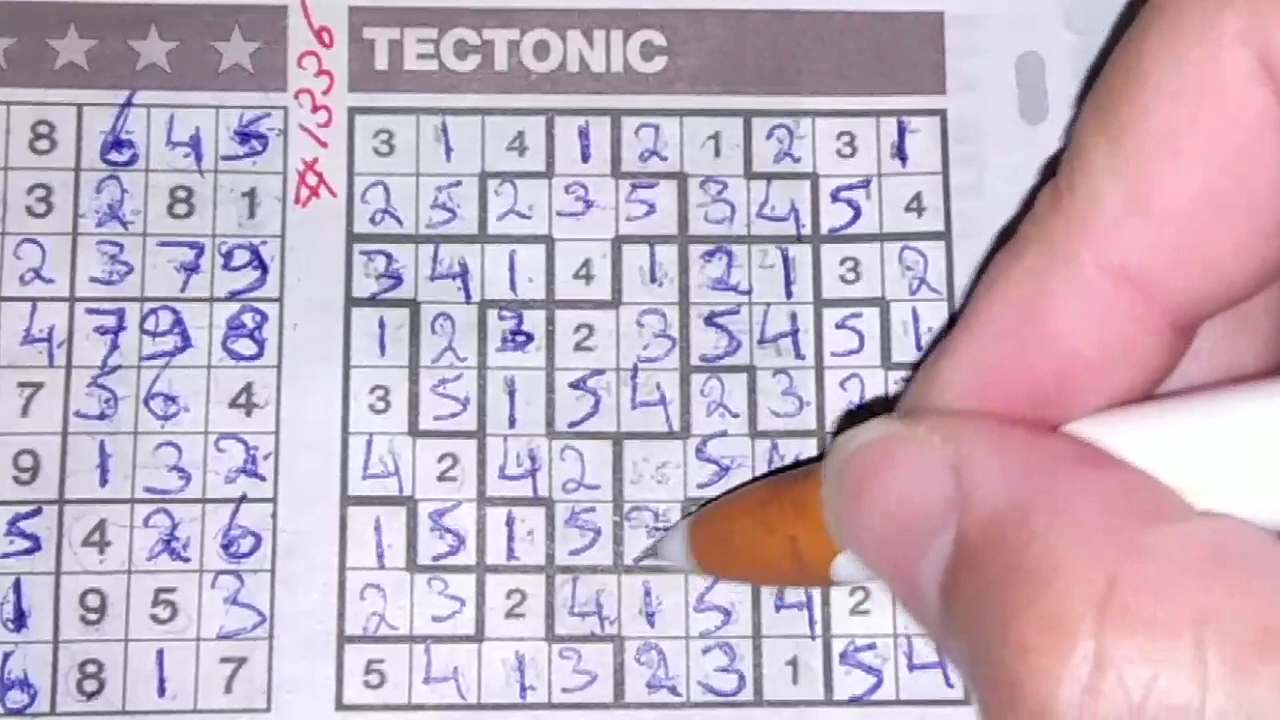 #1336 TECTONIC
8 6 4 5 3 1 4 1 2 1 2 3 1
3 2 8 1 2 5 2 3 5 3 4 5 4
2 3 7 9 3 4 1 4 1 2 1 3 2
4 7 9 8 1 2 3 2 3 5 4 5 1
7 5 6 4 3 5 1 5 4 2 3 2
9 1 3 2 4 2 4 2 5
5 4 2 6 1 5 1 5
1 9 5 3 2 3 2 4 1 5 4 2
6 8 1 7 5 4 1 3 2 3 1 5 4